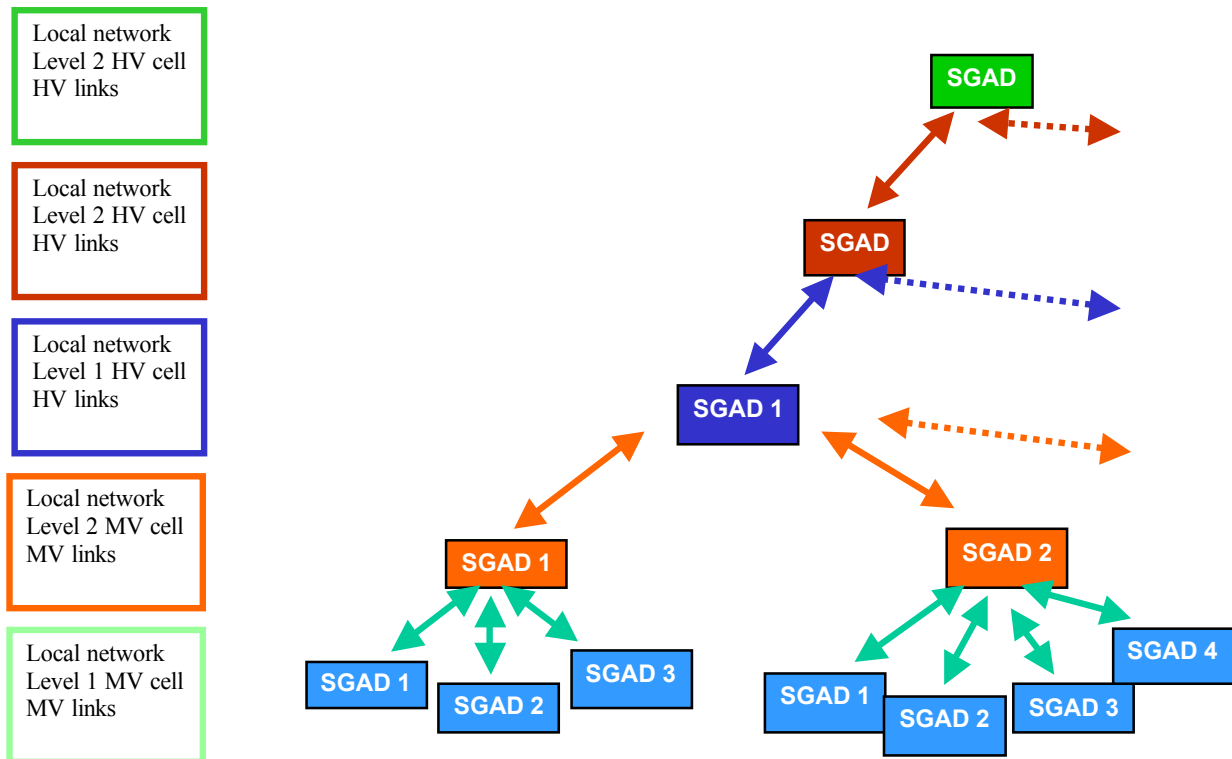 Local network
Level 2 HV cell
HV links
SGAD
Local network
Level 2 HV cell
HV links
SGAD
Local network
Level 1 HV cell
HV links
SGAD 1
Local network
Level 2 MV cell
MV links
SGAD 1
SGAD 2
Local network
Level 1 MV cell
MV links
SGAD 1
SGAD 2
SGAD 3
SGAD 1
SGAD 2
SGAD 3
SGAD 4